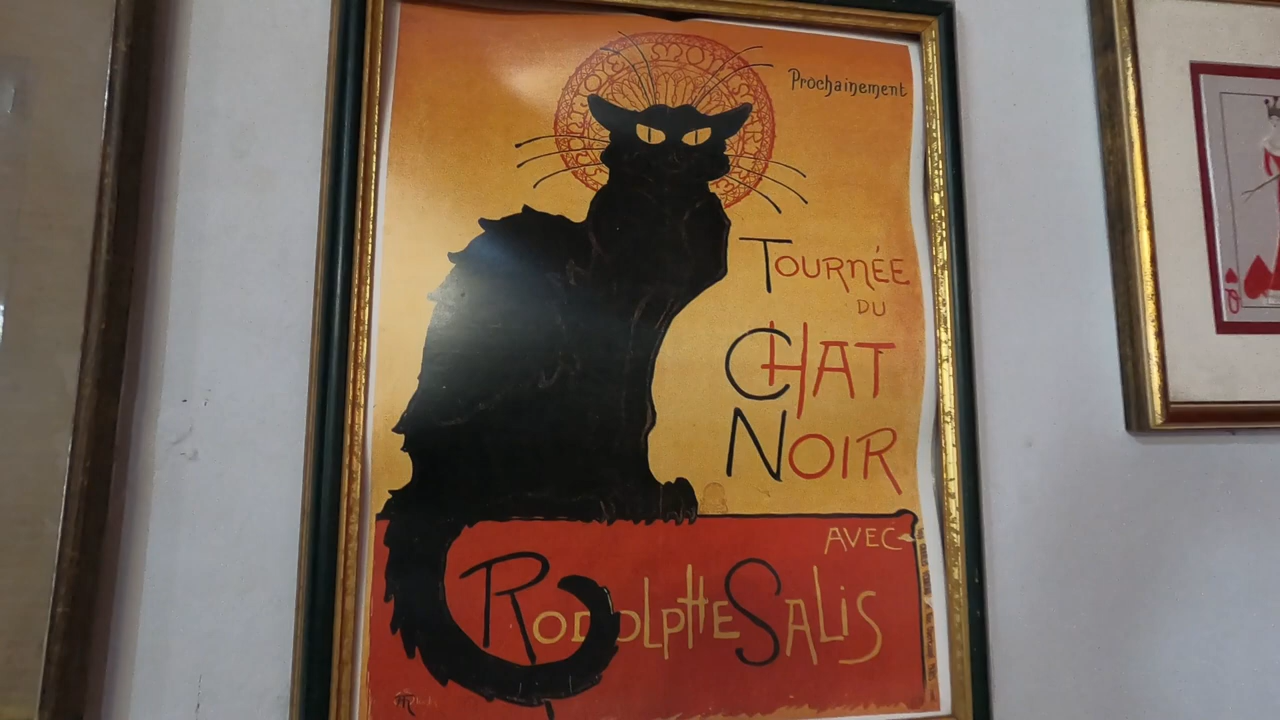 Prochainement
TOURNÉE
DU
CHAT
NOIR
AVEC
RODOLPHE SALIS
Q